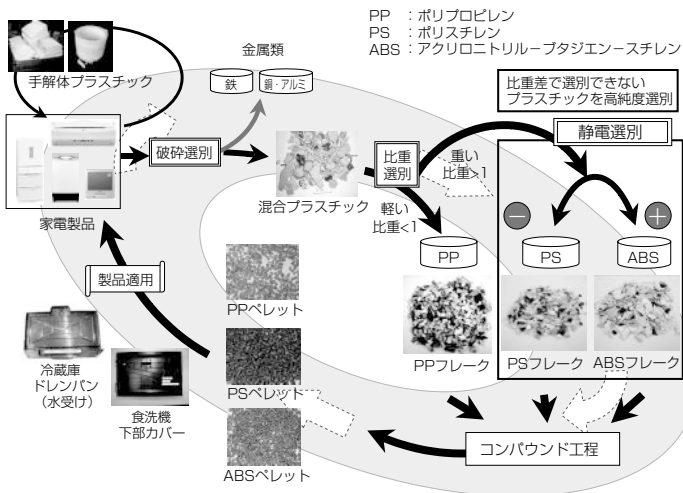 PP ：ポリプロピレン
PS ：ポリスチレン
ABS：アクリロニトリルーブタジエンースチレン
手解体プラスチック
金属類
鉄
銅・アルミ
比重差で選別できない
プラスチックを高純度選別
静電選別
破砕選別
比重
選別
重い
比重>1
混合プラスチック
軽い
比重<1
家電製品
－
＋
PP
PS
ABS
製品適用
PPペレット
PPフレーク
PSフレーク
ABSフレーク
冷蔵庫
ドレンパン
（水受け）
食洗機
下部カバー
PSペレット
コンパウンド工程
ABSペレット